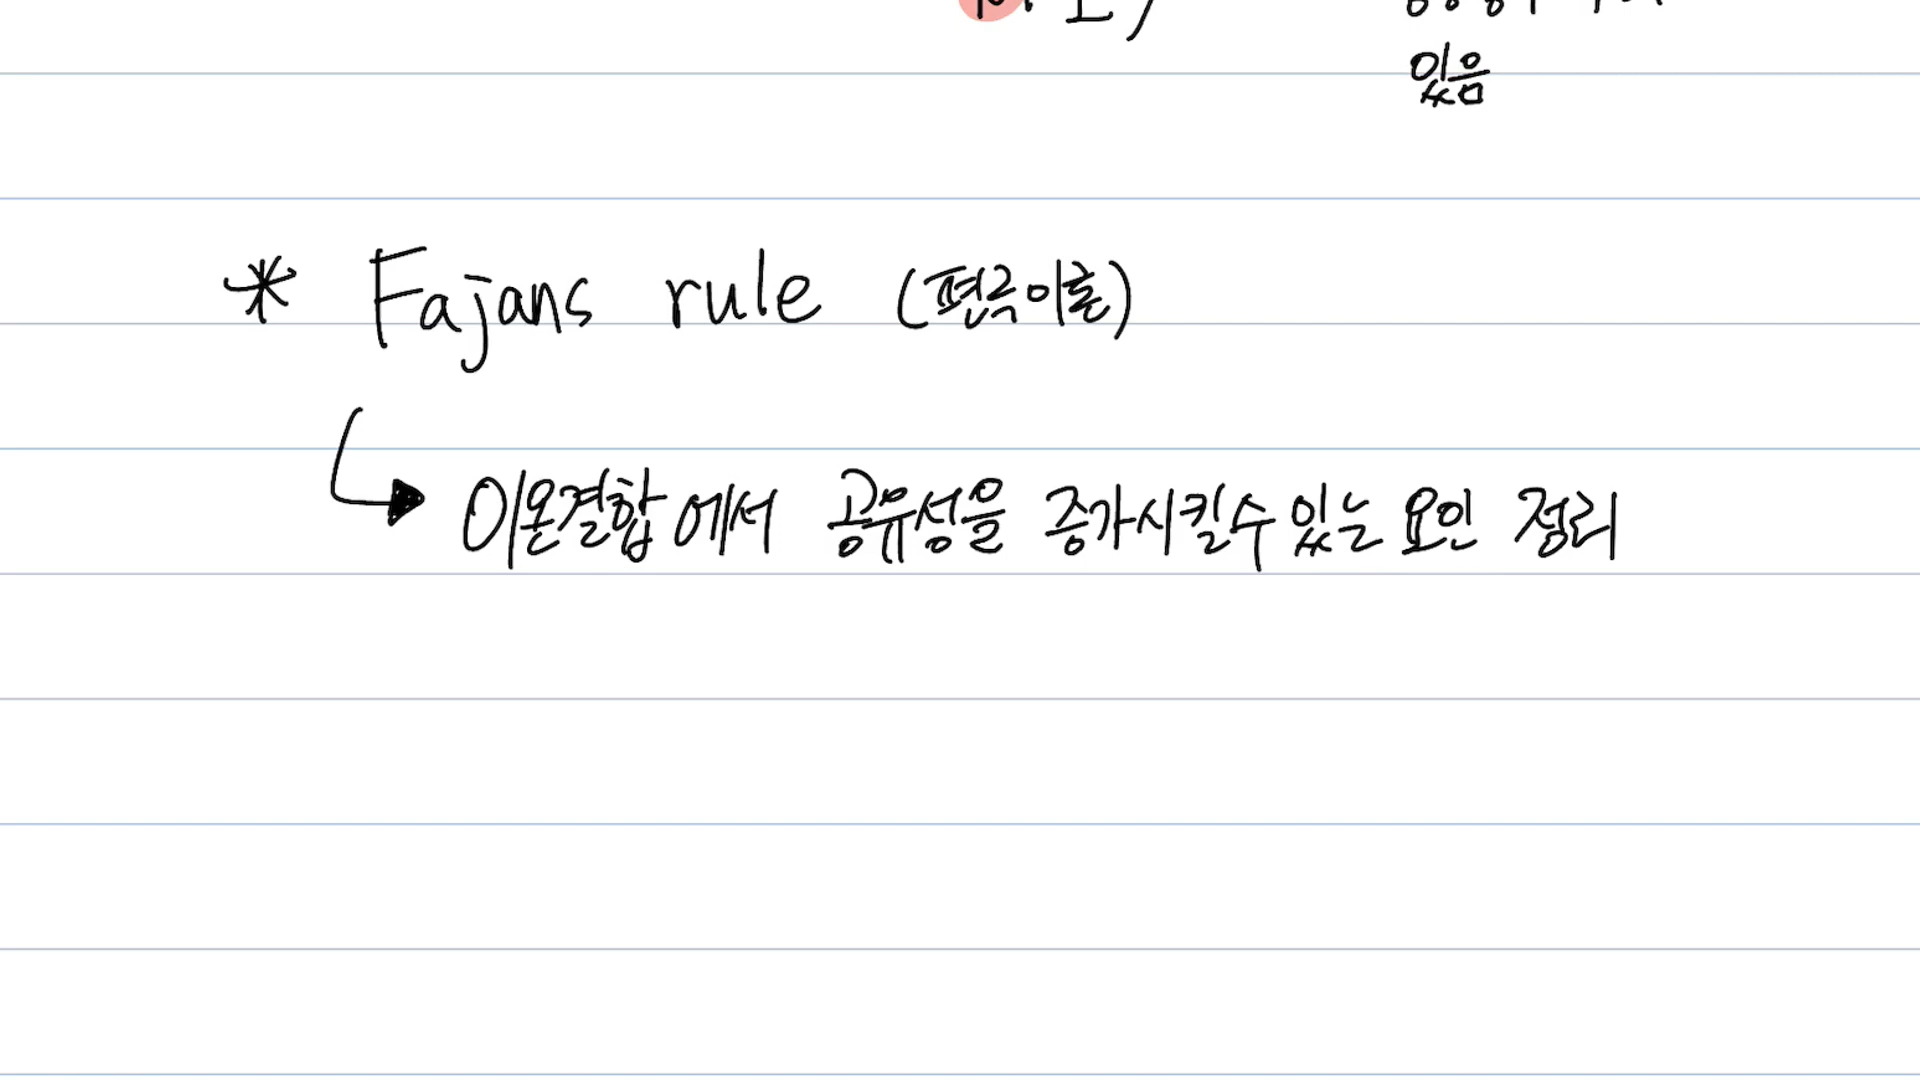 있음
* Fajans rule (편극이론)
이온결합에서 공유성을 증가시킬수 있는 요인 정리